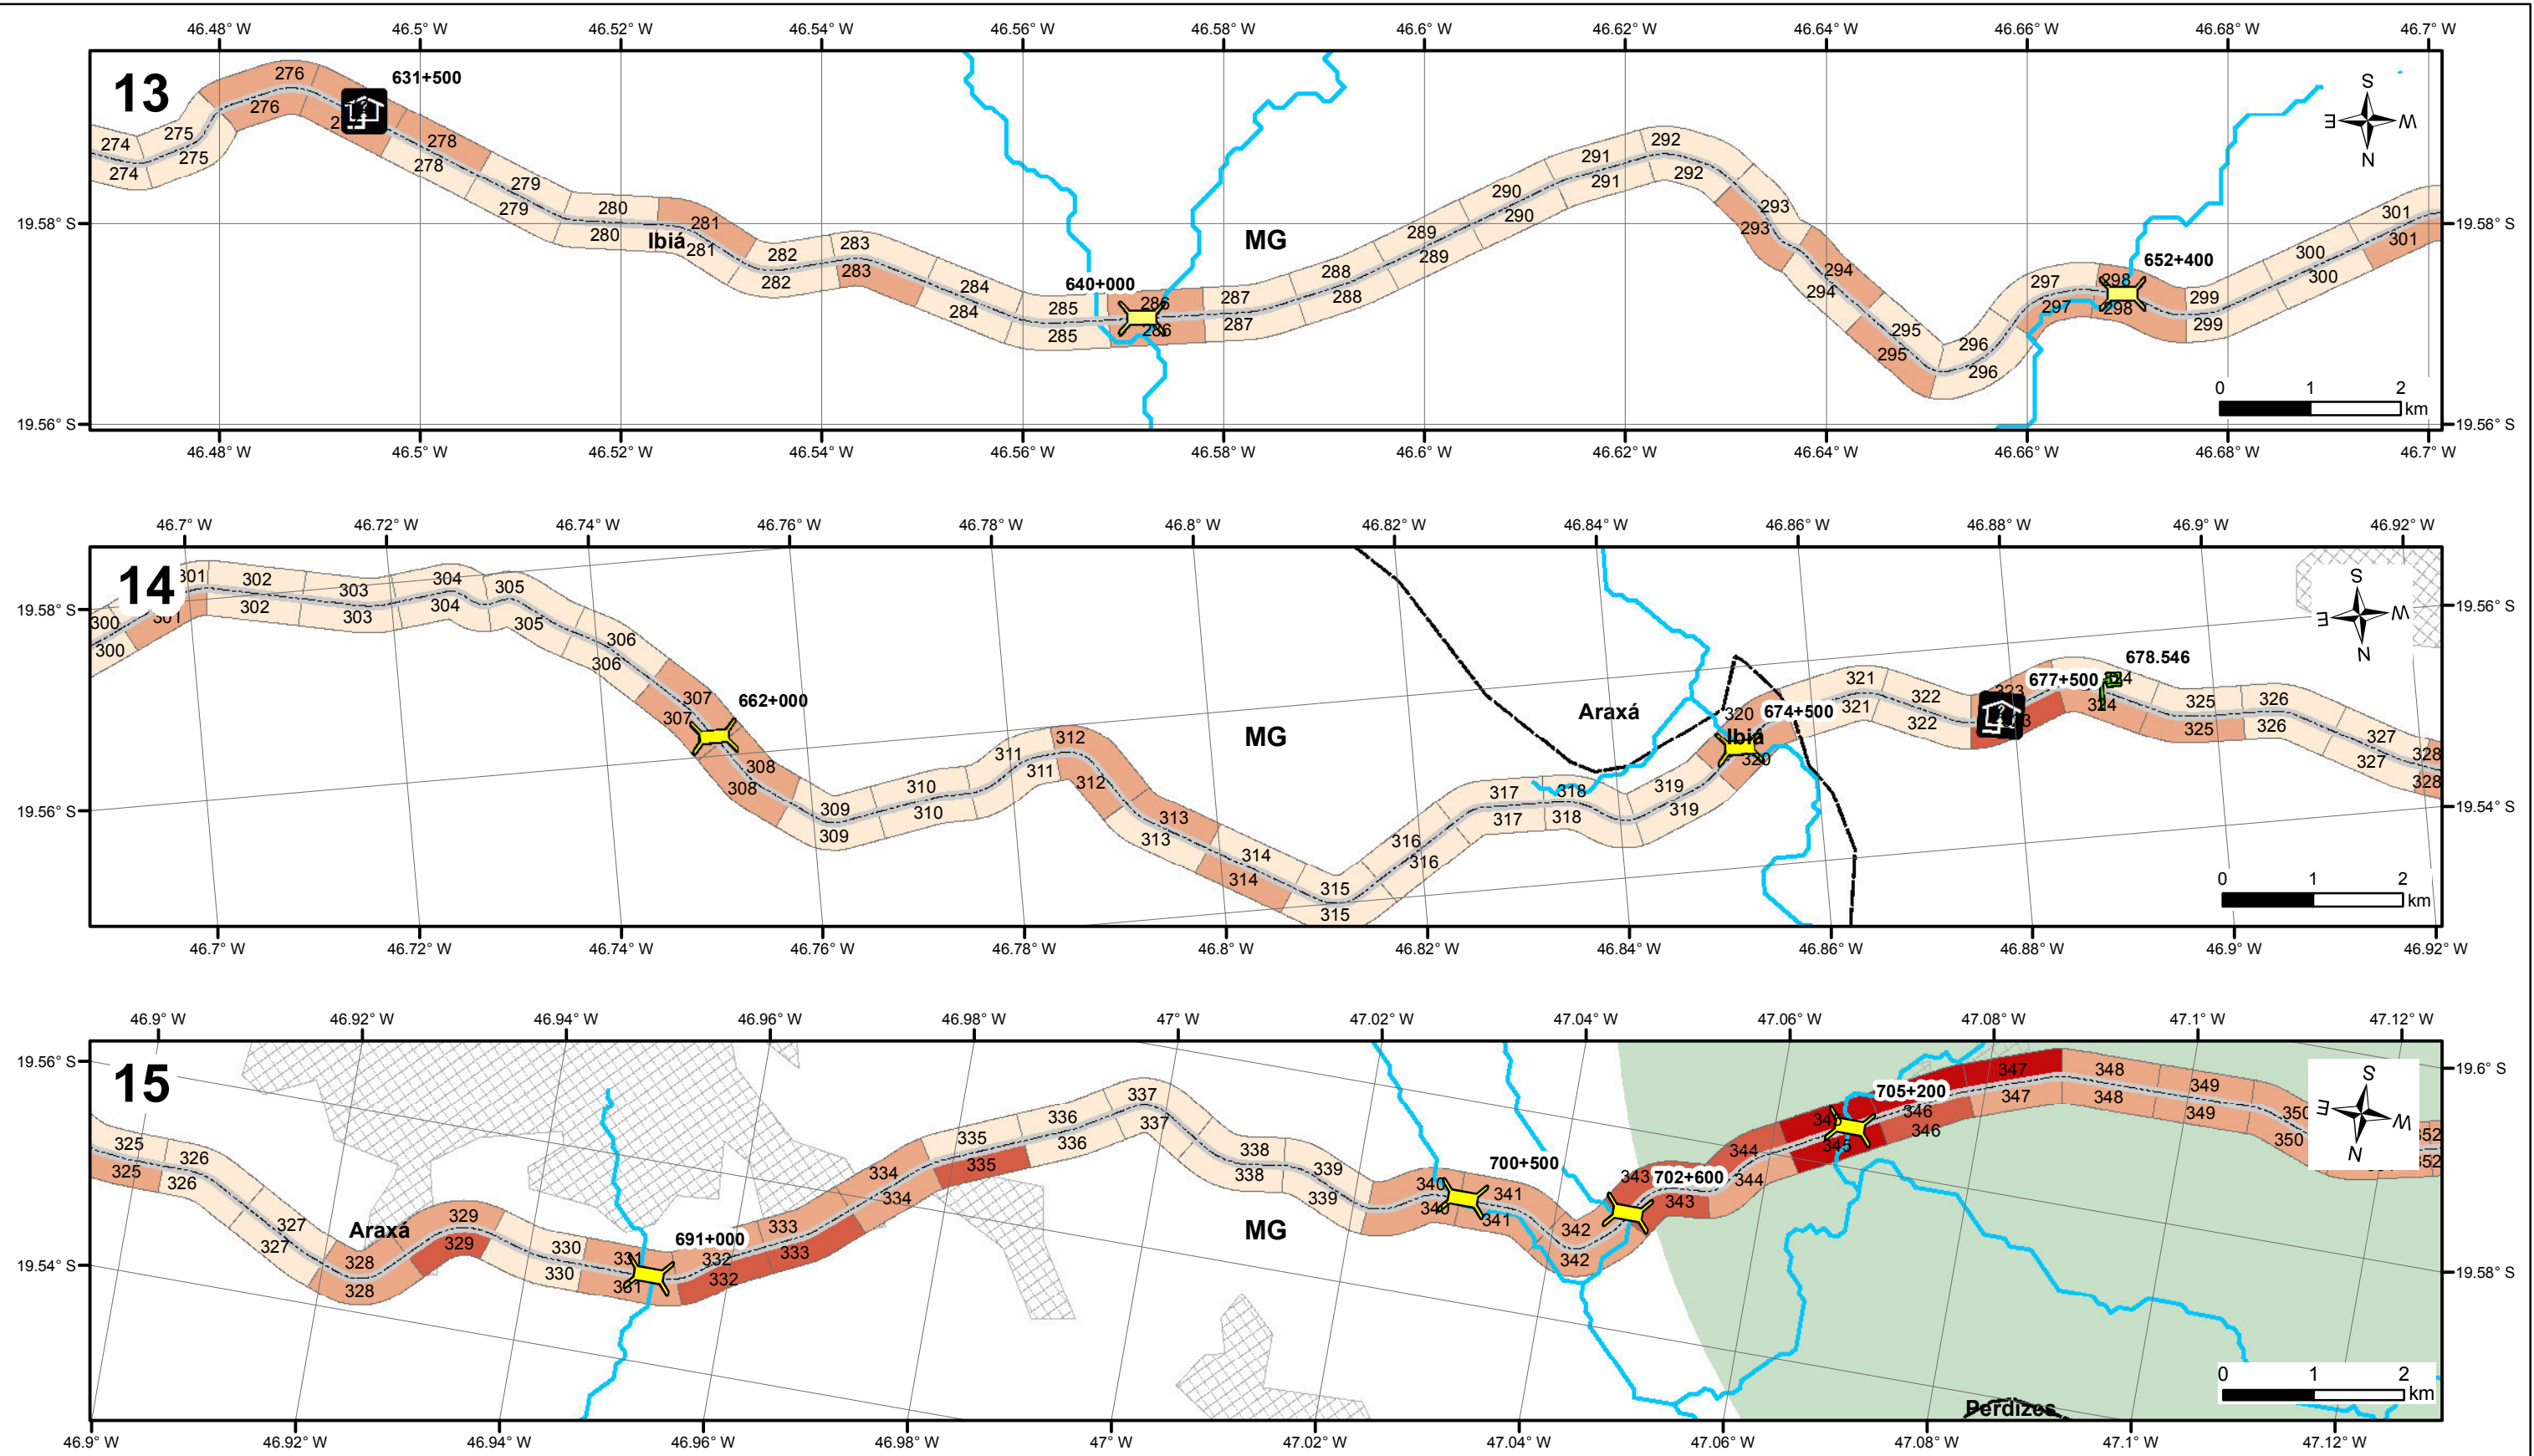 46.48° W 46.5° W 46.52° W 46.54° W 46.56° W 46.58° W 46.6° W 46.62° W 46.64° W 46.66° W 46.68° W 46.7° W
13
276 631+500
276 278
274 275 278
274 275
279 280 281
279 280 Ibiá 281
282 283
282 283
284 285 640+000 286 287 288 289 290 291 292
284 285 286 287 288 289 290 291 292
MG
293 294 295 296 297 298 652+400 299 300 301
293 294 295 296 297 298 299 300 301
S
E W
N
19.58° S 19.58° S
19.56° S 19.56° S
0 1 2
km
46.48° W 46.5° W 46.52° W 46.54° W 46.56° W 46.58° W 46.6° W 46.62° W 46.64° W 46.66° W 46.68° W 46.7° W
46.7° W 46.72° W 46.74° W 46.76° W 46.78° W 46.8° W 46.82° W 46.84° W 46.86° W 46.88° W 46.9° W 46.92° W
14
300 301 302 303 304 305 306 307 662+000 308 309 310 311 312 313 314 315 316 317 318 319 320 674+500 321 322 323 677+500 678.546 325 326 327 328
300 301 302 303 304 305 306 307 308 309 310 311 312 313 314 315 316 317 318 319 320 321 322 324 325 326 327 328
MG
Araxá
Ibiá
S
E W
N
19.58° S 19.56° S
19.56° S 19.54° S
0 1 2
km
46.7° W 46.72° W 46.74° W 46.76° W 46.78° W 46.8° W 46.82° W 46.84° W 46.86° W 46.88° W 46.9° W 46.92° W
46.9° W 46.92° W 46.94° W 46.96° W 46.98° W 47° W 47.02° W 47.04° W 47.06° W 47.08° W 47.1° W 47.12° W
15
325 326 327 328 329 330 331 691+000 332 333 334 335 336 337 338 339 340 341 700+500 342 343 702+600 344 345 705+200 346 347 348 349 350 352
325 326 327 328 329 330 331 332 333 334 335 336 337 338 339 340 341 342 343 344 345 346 347 348 349 350 352
Araxá
MG
Perdizes
S
E W
N
19.56° S 19.6° S
19.54° S 19.58° S
0 1 2
km
46.9° W 46.92° W 46.94° W 46.96° W 46.98° W 47° W 47.02° W 47.04° W 47.06° W 47.08° W 47.1° W 47.12° W